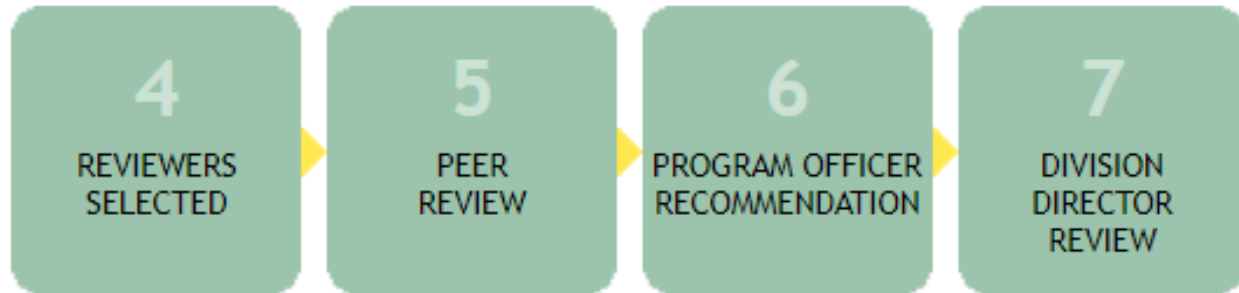 4
REVIEWERS
SELECTED
5
PEER
REVIEW
6
PROGRAM OFFICER
RECOMMENDATION
7
DIVISION
DIRECTOR
REVIEW